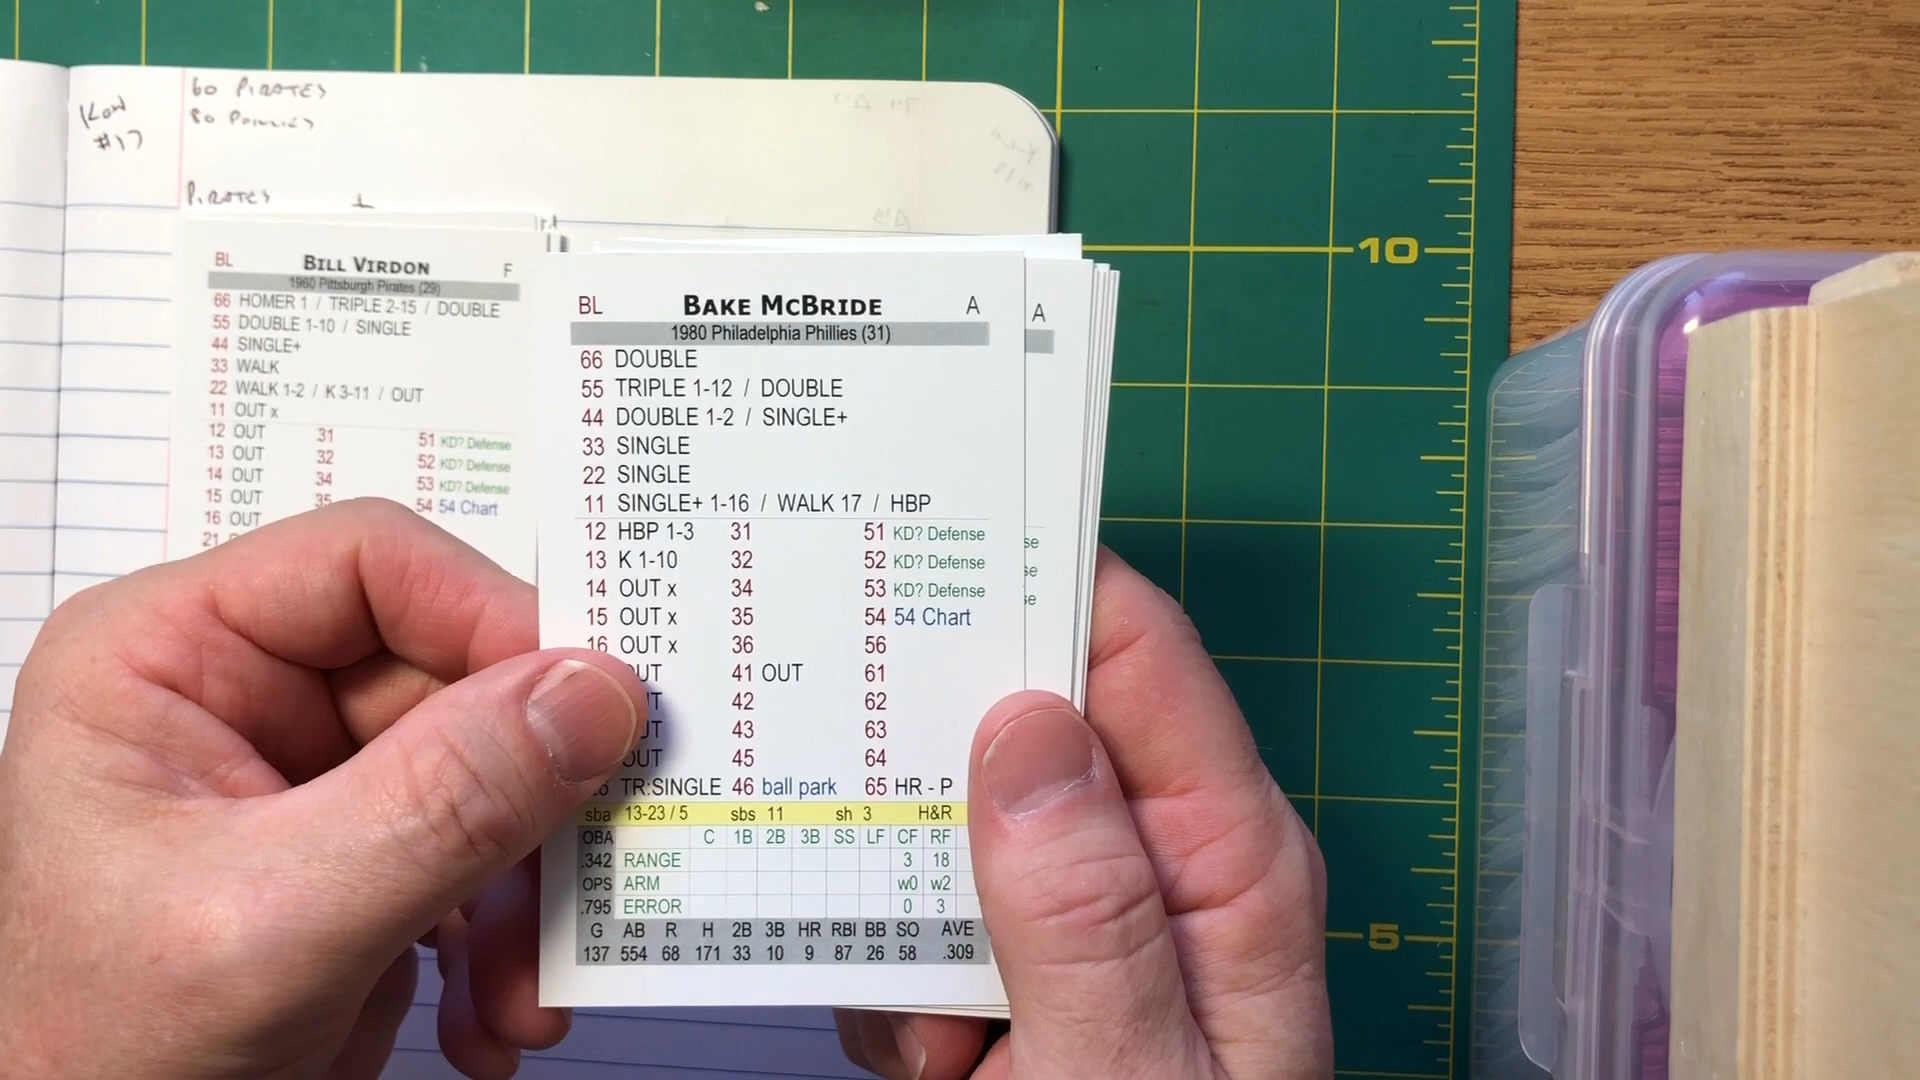 60 PIRATES
80 PHILLIES
KOW
#17
PIRATES
BL BILL VIRDON F
1960 Pittsburgh Pirates (29)
66 HOMER 1 / TRIPLE 2-15 / DOUBLE
55 DOUBLE 1-10 / SINGLE
44 SINGLE+
33 WALK
22 WALK 1-2 / K 3-11 / OUT
11 OUT x
12 OUT 31 51 KD? Defense
13 OUT 32 52 KD? Defense
14 OUT 34 53 KD? Defense
15 OUT 35 54 54 Chart
16 OUT
21
BL BAKE MCBRIDE A
1980 Philadelphia Phillies (31)
66 DOUBLE
55 TRIPLE 1-12 / DOUBLE
44 DOUBLE 1-2 / SINGLE+
33 SINGLE
22 SINGLE
11 SINGLE+ 1-16 / WALK 17 / HBP
12 HBP 1-3 31 51 KD? Defense
13 K 1-10 32 52 KD? Defense
14 OUT x 34 53 KD? Defense
15 OUT x 35 54 54 Chart
16 OUT x 36 56
OUT 41 OUT 61
42 62
43 63
OUT 45 64
TR:SINGLE 46 ball park 65 HR - P
sba 13-23 / 5 sbs 11 sh 3 H&R
OBA C 1B 2B 3B SS LF CF RF
.342 RANGE 3 18
OPS ARM w0 w2
.795 ERROR 0 3
G AB R H 2B 3B HR RBI BB SO AVE
137 554 68 171 33 10 9 87 26 58 .309
A
se
se
se
10
5